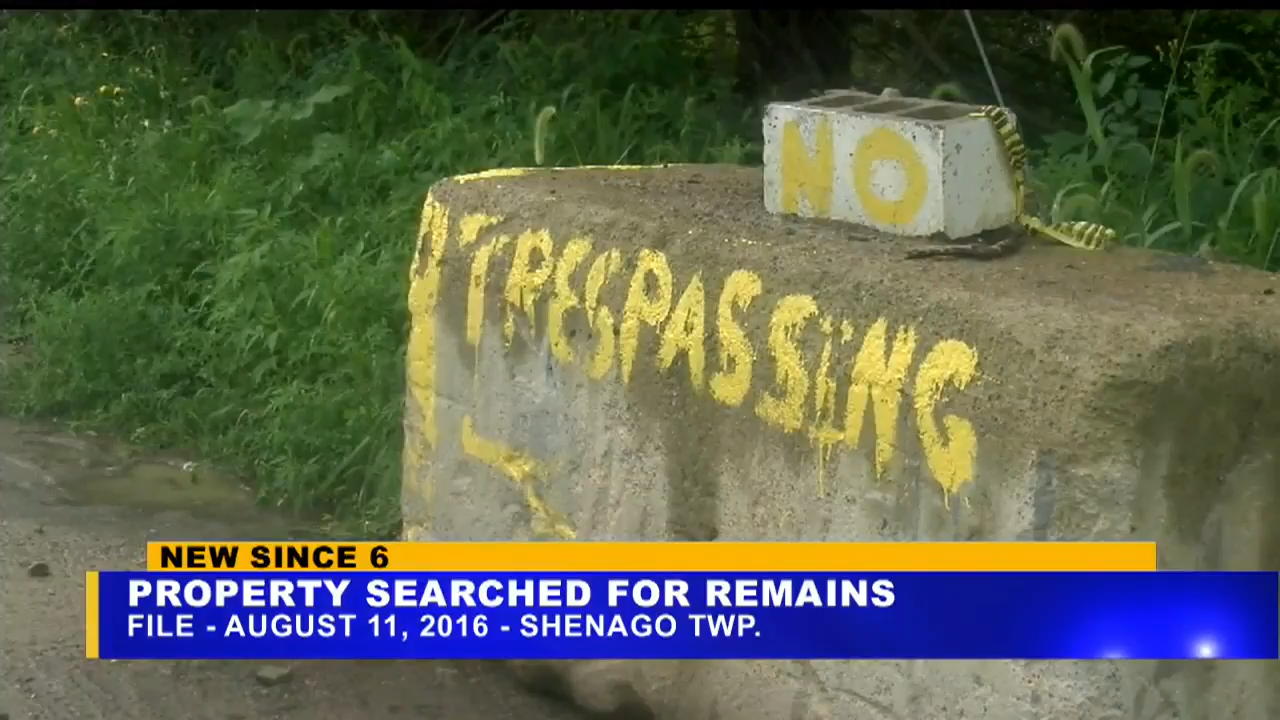 NO
TRESPASSING
NEW SINCE 6
PROPERTY SEARCHED FOR REMAINS
FILE - AUGUST 11, 2016 - SHENAGO TWP.